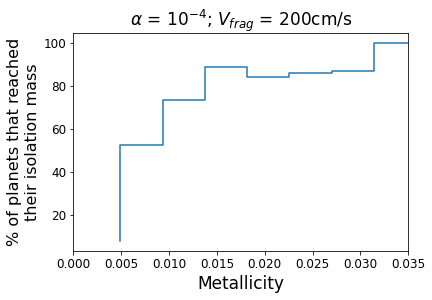 α = 10⁻⁴; V_frag = 200cm/s
% of planets that reached
their isolation mass
100
80
60
40
20
0.000 0.005 0.010 0.015 0.020 0.025 0.030 0.035
Metallicity